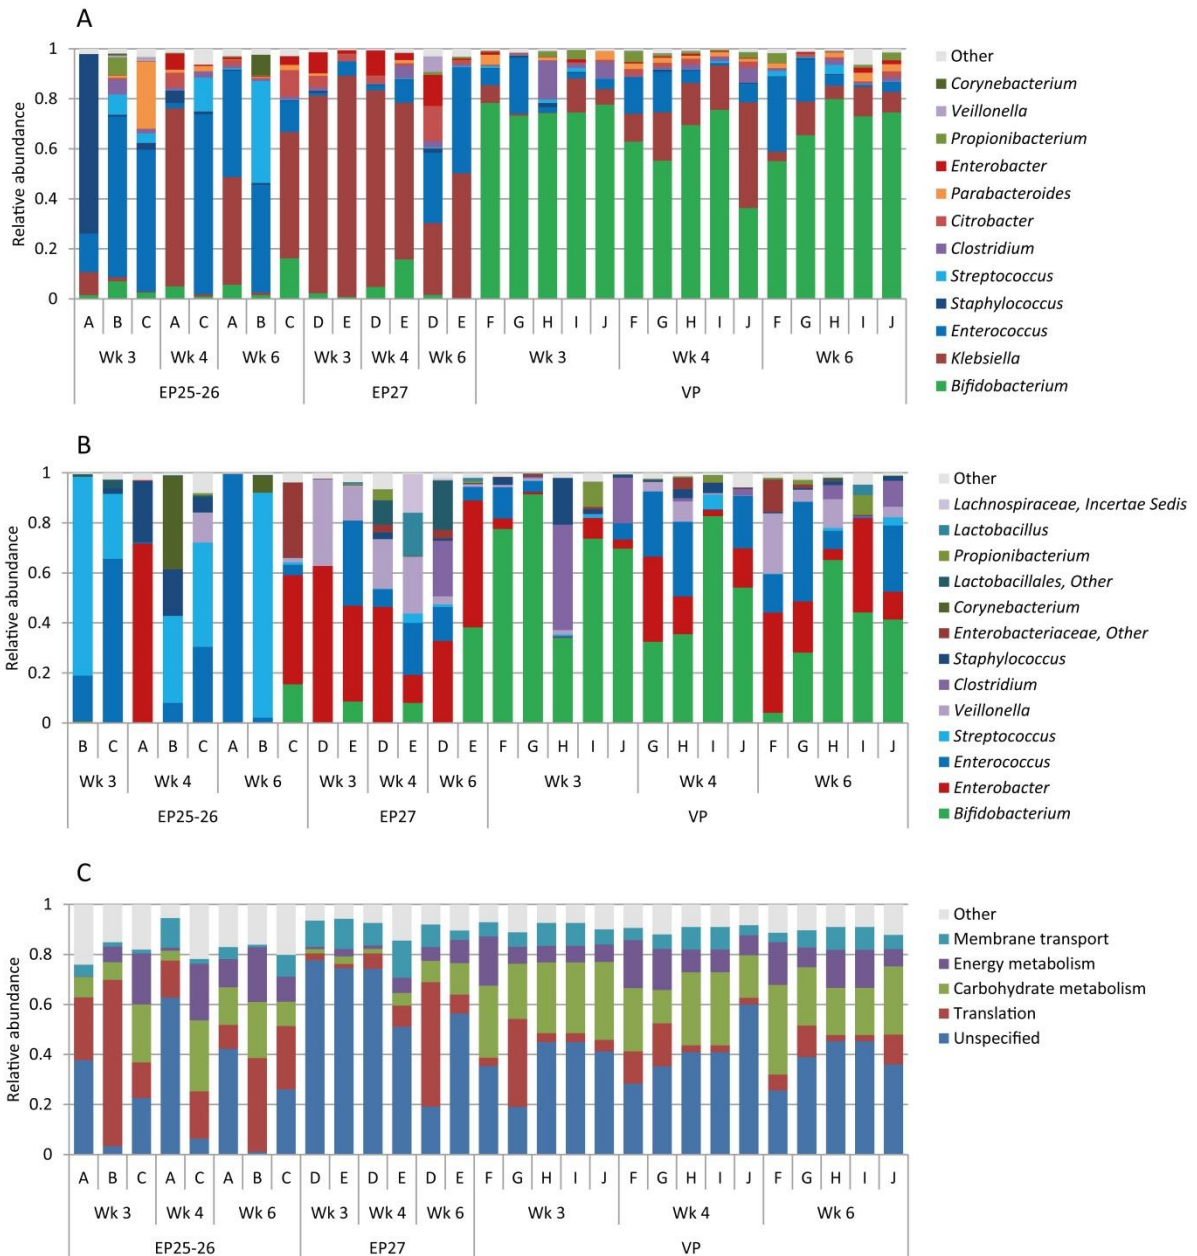 A
Relative abundance
1
0.8
0.6
0.4
0.2
0
A B C A C A B C D E D E D E F G H I J F G H I J F G H I J
Wk 3 Wk 4 Wk 6 Wk 3 Wk 4 Wk 6 Wk 3 Wk 4 Wk 6
EP25-26 EP27 VP
Other
Corynebacterium
Veillonella
Propionibacterium
Enterobacter
Parabacteroides
Citrobacter
Clostridium
Streptococcus
Staphylococcus
Enterococcus
Klebsiella
Bifidobacterium
B
Relative abundance
1
0.8
0.6
0.4
0.2
0
B C A B C A B C D E D E D E F G H I J G H I J F G H I J
Wk 3 Wk 4 Wk 6 Wk 3 Wk 4 Wk 6 Wk 3 Wk 4 Wk 6
EP25-26 EP27 VP
Other
Lachnospiraceae, Incertae Sedis
Lactobacillus
Propionibacterium
Lactobacillales, Other
Corynebacterium
Enterobacteriaceae, Other
Staphylococcus
Clostridium
Veillonella
Streptococcus
Enterococcus
Enterobacter
Bifidobacterium
C
Relative abundance
1
0.8
0.6
0.4
0.2
0
A B C A C A B C D E D E D E F G H I J F G H I J F G H I J
Wk 3 Wk 4 Wk 6 Wk 3 Wk 4 Wk 6 Wk 3 Wk 4 Wk 6
EP25-26 EP27 VP
Other
Membrane transport
Energy metabolism
Carbohydrate metabolism
Translation
Unspecified